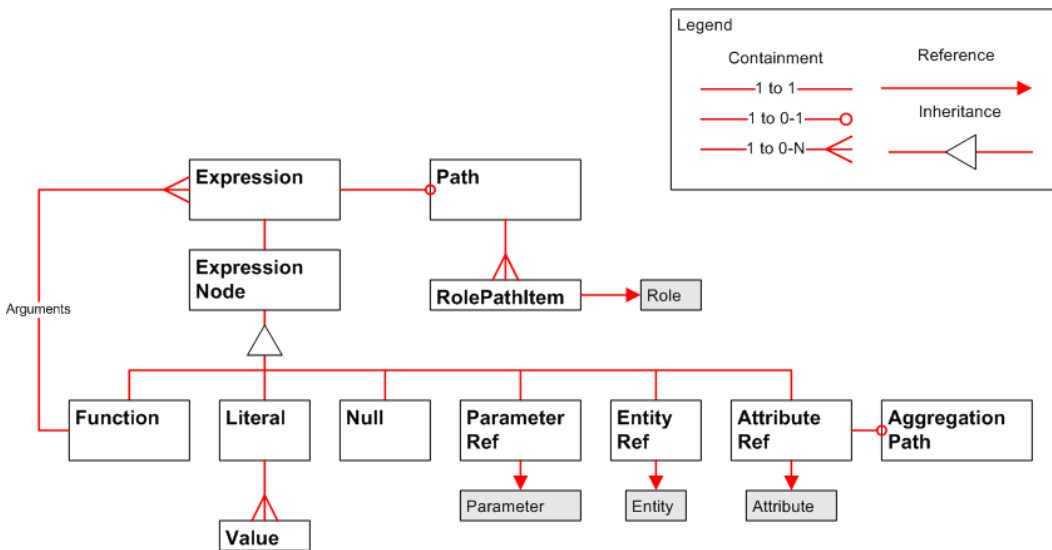 Legend
Containment
Reference
1 to 1
1 to 0-1
Inheritance
1 to 0-N
Expression
Path
Expression
Node
RolePathItem
Role
Arguments
Function
Literal
Null
Parameter
Ref
Entity
Ref
Attribute
Ref
Aggregation
Path
Parameter
Entity
Attribute
Value